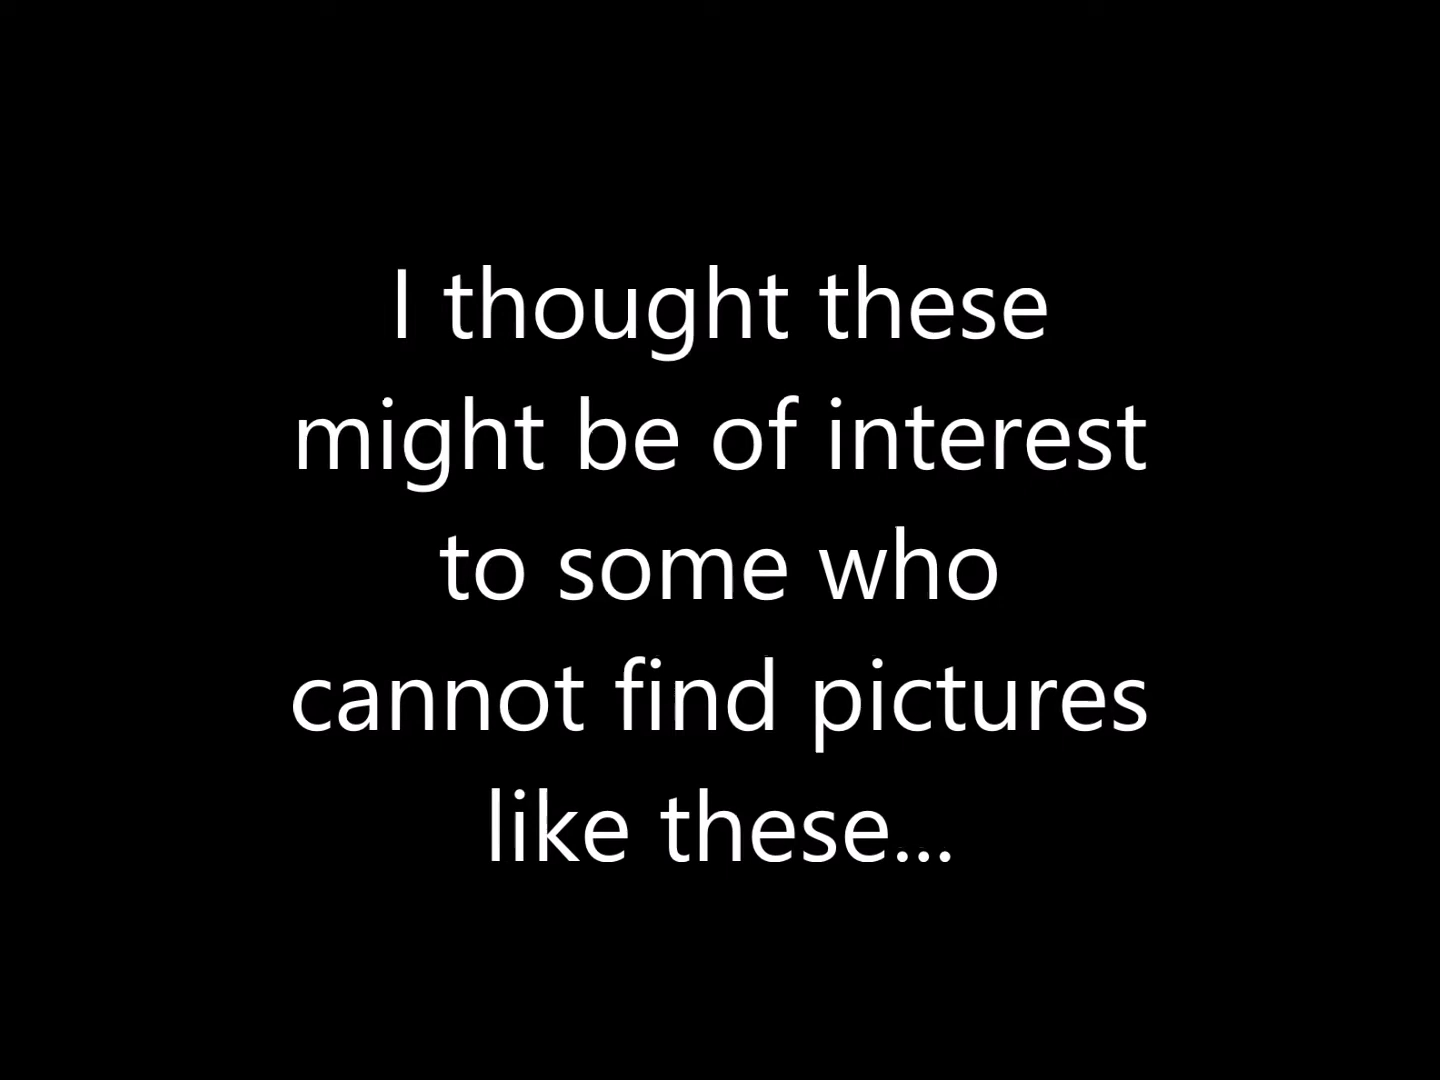 I thought these
might be of interest
to some who
cannot find pictures
like these...